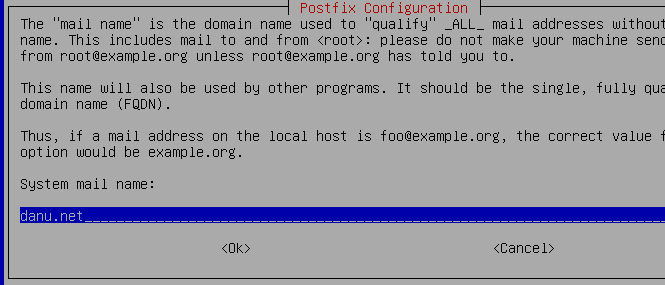 Postfix Configuration
The "mail name" is the domain name used to "qualify" _ALL_ mail addresses without
name. This includes mail to and from <root>: please do not make your machine send
from root@example.org unless root@example.org has told you to.
This name will also be used by other programs. It should be the single, fully qua
domain name (FQDN).
Thus, if a mail address on the local host is foo@example.org, the correct value f
option would be example.org.
System mail name:
danu.net
<Ok> <Cancel>